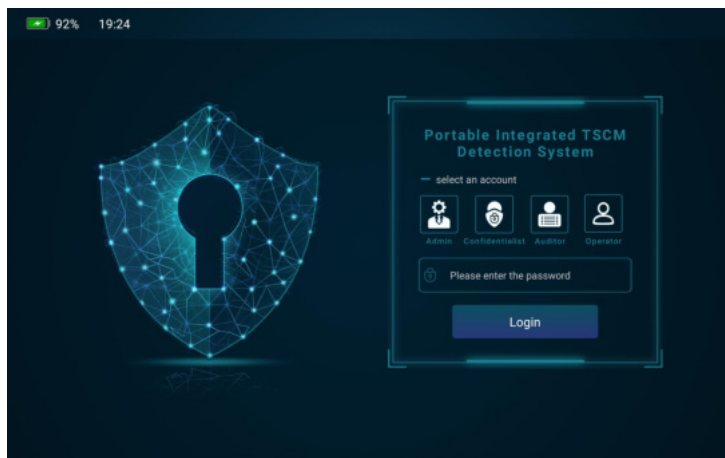 92% 19:24
Portable Integrated TSCM
Detection System
select an account
Admin Confidentialist Auditor Operator
Please enter the password
Login